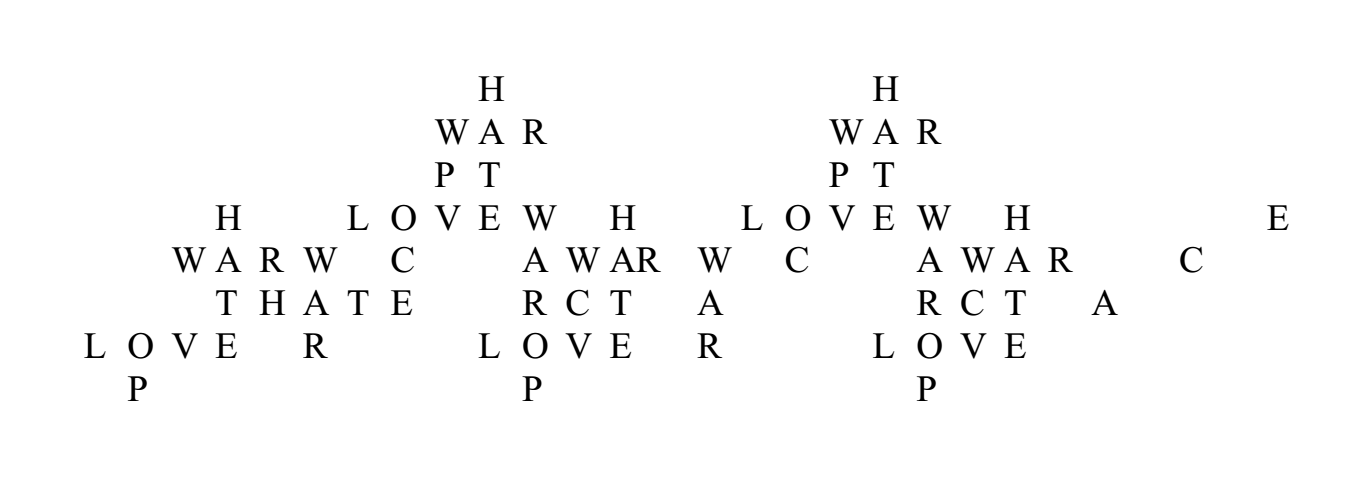 H H
W A R W A R
P T P T
H L O V E W H L O V E W H E
W A R W C A W A R W C A W A R C
T H A T E R C T A R C T A
L O V E R L O V E R L O V E
P P P